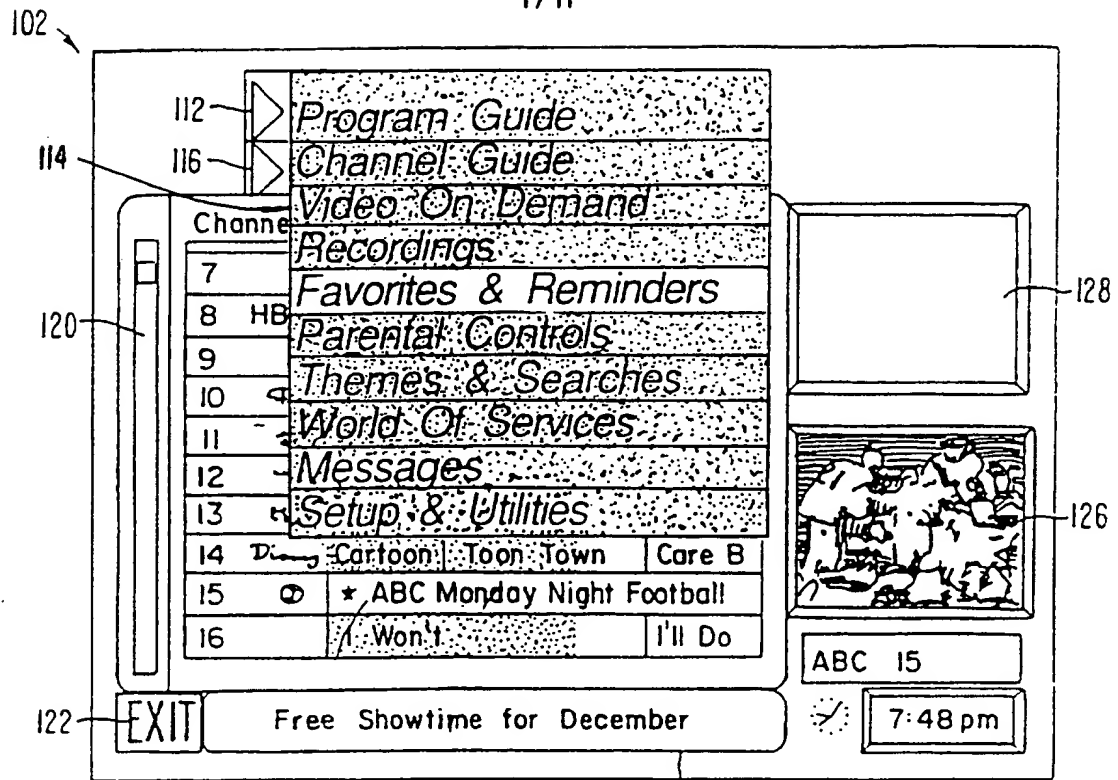 102
112
Program Guide
116
Channel Guide
114
Video On Demand
Channe
Recordings
7
Favorites & Reminders
128
8 HB
Parental Controls
120
9
Themes & Searches
10
World Of Services
11
Messages
12
Setup & Utilities
13
126
14 Cartoon Toon Town Care B
15 ★ ABC Monday Night Football
16 I Won't I'll Do
ABC 15
122 EXIT Free Showtime for December 7:48 pm